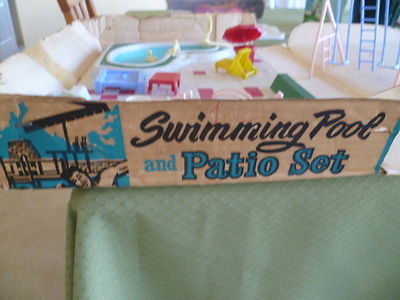 Swimming Pool
and Patio Set